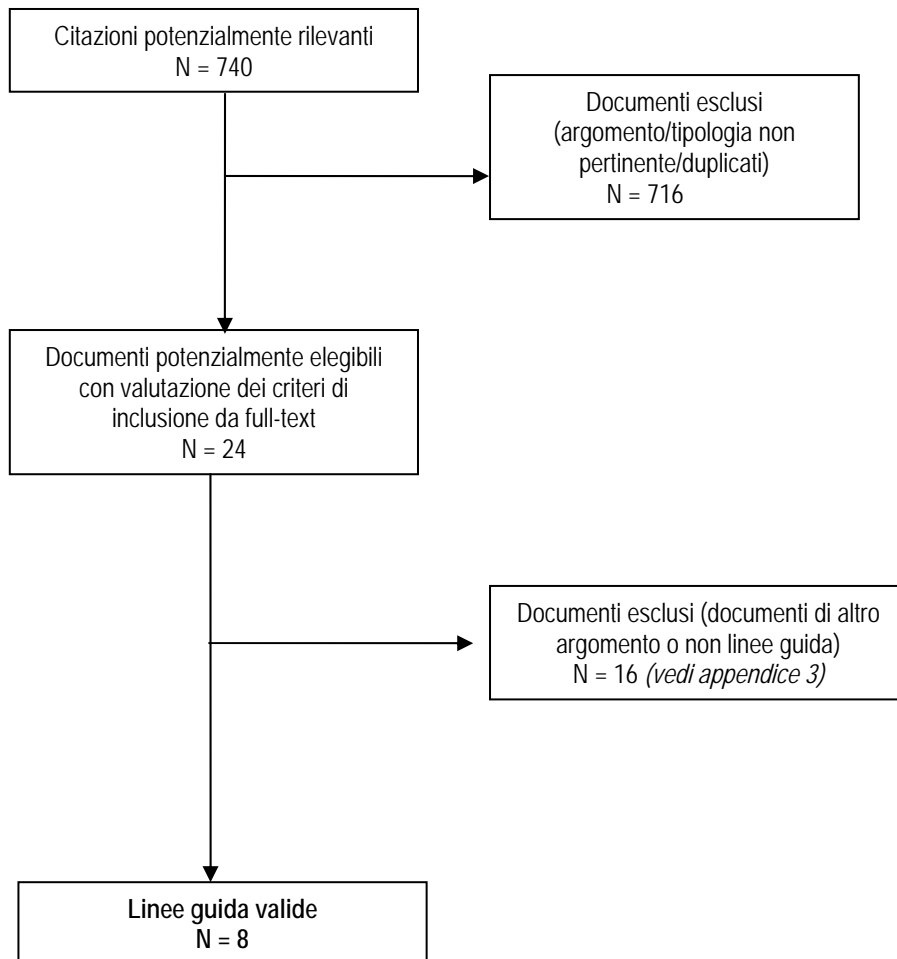 Citazioni potenzialmente rilevanti
N = 740
Documenti esclusi
(argomento/tipologia non
pertinente/duplicati)
N = 716
Documenti potenzialmente elegibili
con valutazione dei criteri di
inclusione da full-text
N = 24
Documenti esclusi (documenti di altro
argomento o non linee guida)
N = 16 (vedi appendice 3)
Linee guida valide
N = 8